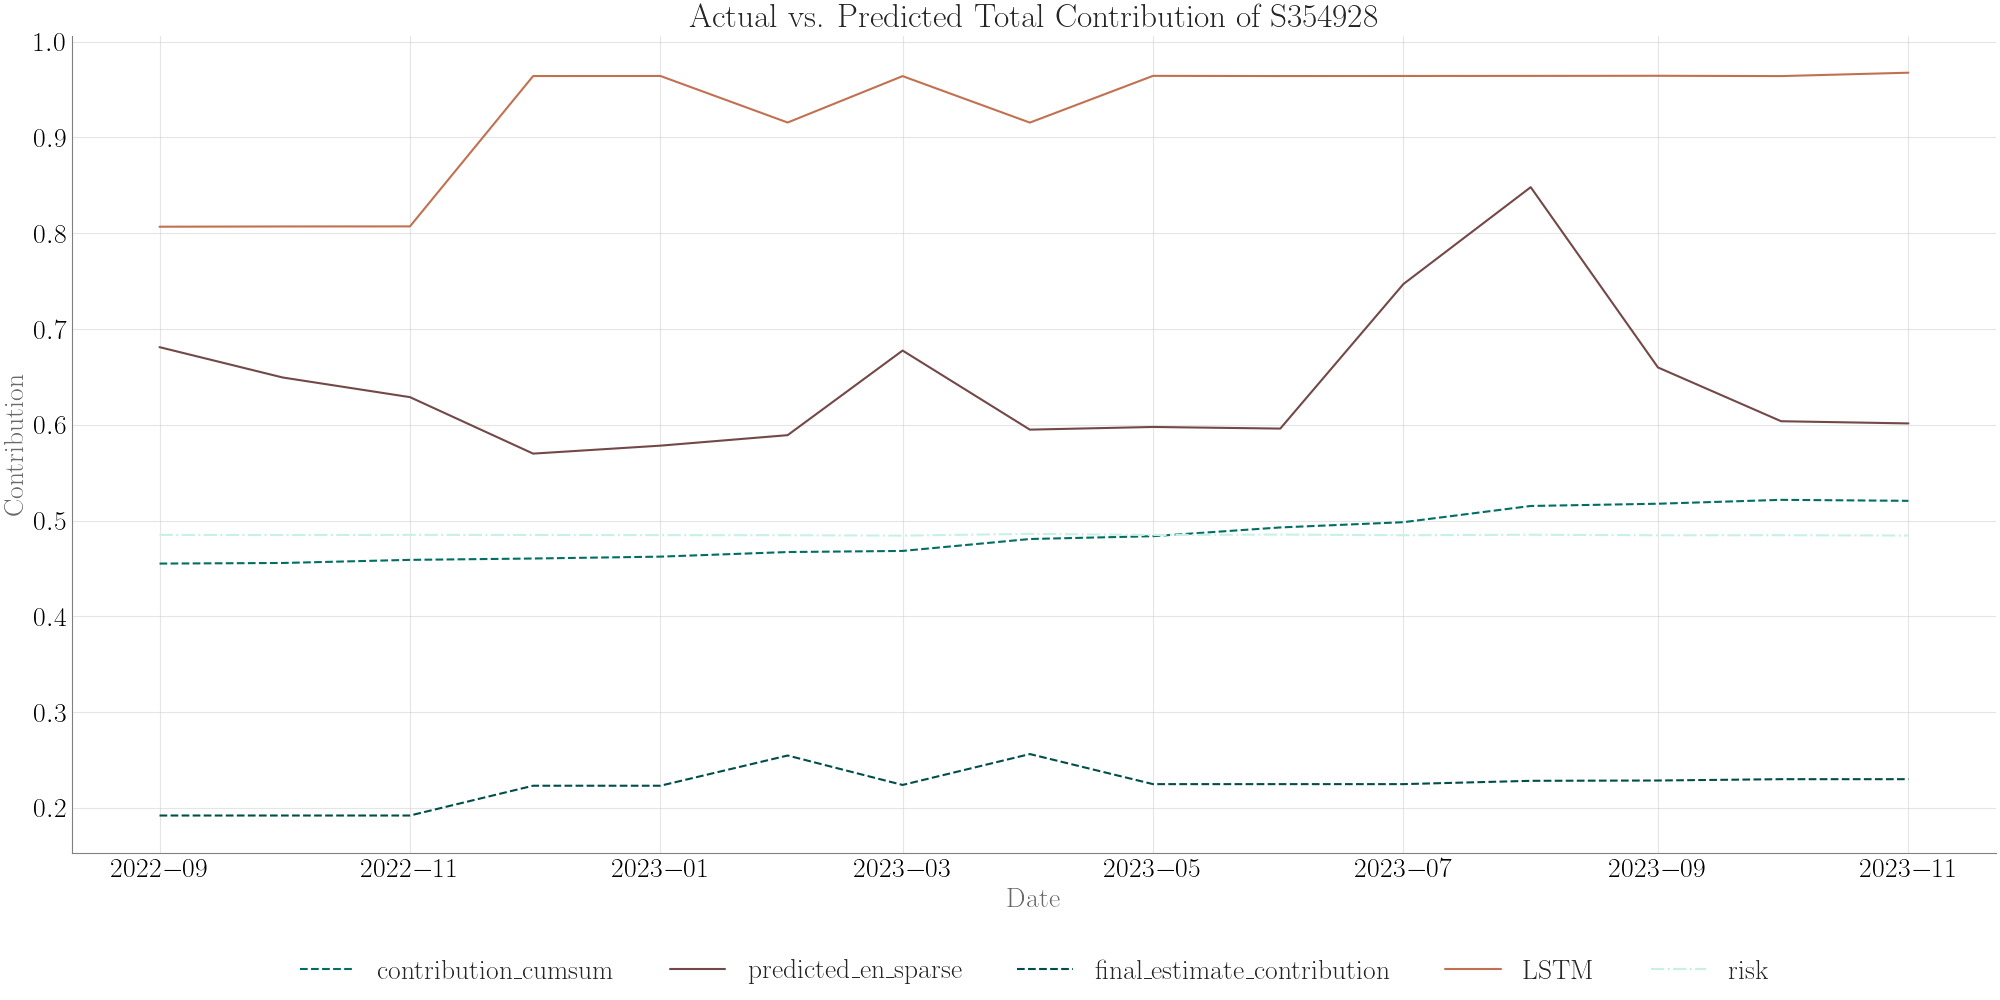 Actual vs. Predicted Total Contribution of S354928
Contribution
1.0
0.9
0.8
0.7
0.6
0.5
0.4
0.3
0.2
2022–09 2022–11 2023–01 2023–03 2023–05 2023–07 2023–09 2023–11
Date
contribution_cumsum predicted_en_sparse final_estimate_contribution LSTM risk